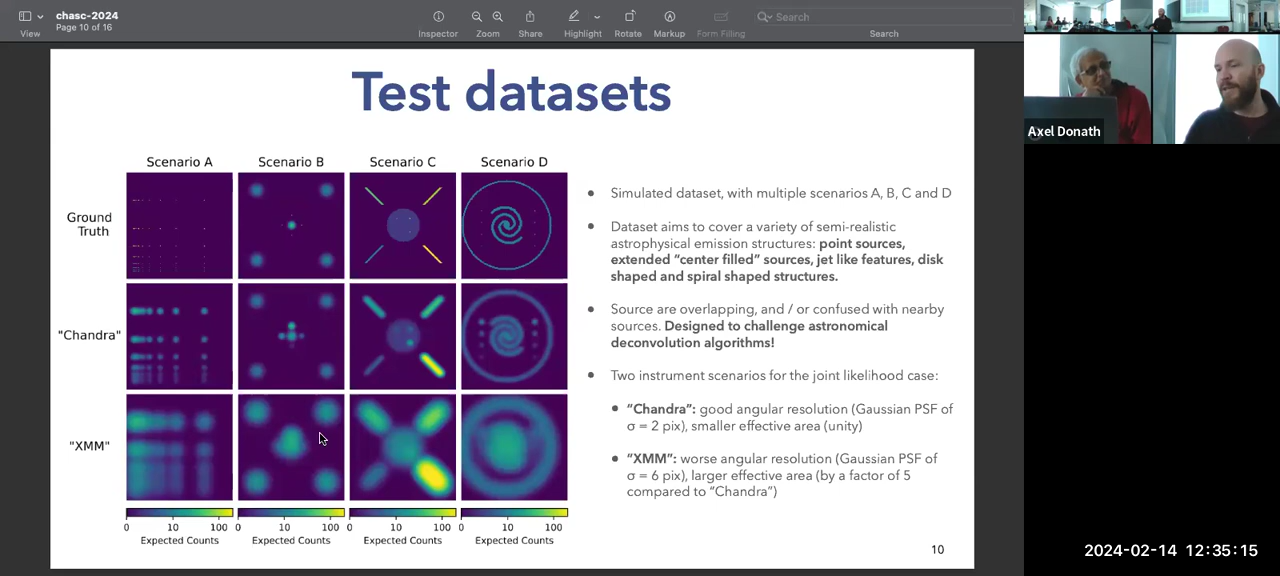 chasc-2024
Page 10 of 16
View
Inspector
Zoom
Share
Highlight
Rotate
Markup
Form Filling
Search
Search
Test datasets
Scenario A
Scenario B
Scenario C
Scenario D
Ground
Truth
"Chandra"
"XMM"
0 10 100
0 10 100
0 10 100
0 10 100
Expected Counts
Expected Counts
Expected Counts
Expected Counts
• Simulated dataset, with multiple scenarios A, B, C and D
• Dataset aims to cover a variety of semi-realistic
astrophysical emission structures: point sources,
extended “center filled” sources, jet like features, disk
shaped and spiral shaped structures.
• Source are overlapping, and / or confused with nearby
sources. Designed to challenge astronomical
deconvolution algorithms!
• Two instrument scenarios for the joint likelihood case:
• “Chandra”: good angular resolution (Gaussian PSF of
σ = 2 pix), smaller effective area (unity)
• “XMM”: worse angular resolution (Gaussian PSF of
σ = 6 pix), larger effective area (by a factor of 5
compared to “Chandra”)
10
Axel Donath
2024-02-14 12:35:15